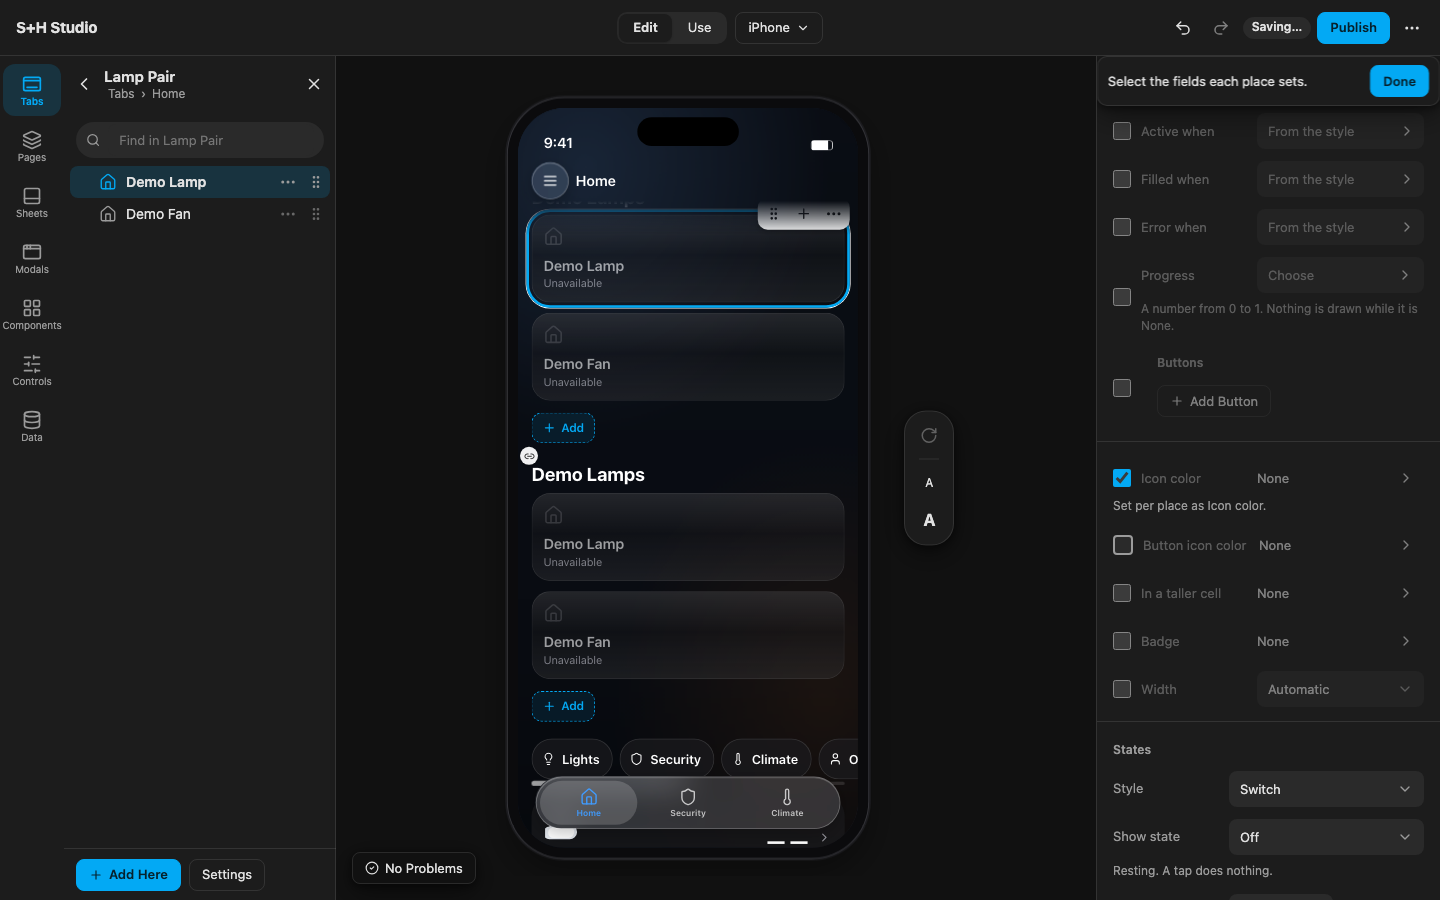 S+H Studio
Edit
Use
iPhone
Saving...
Publish
Tabs
Pages
Sheets
Modals
Components
Controls
Data
Lamp Pair
Tabs › Home
Find in Lamp Pair
Demo Lamp
Demo Fan
+ Add Here
Settings
9:41
Home
Demo Lamp
Unavailable
Demo Fan
Unavailable
+ Add
Demo Lamps
Demo Lamp
Unavailable
Demo Fan
Unavailable
+ Add
Lights
Security
Climate
O
Home
Security
Climate
No Problems
A
A
Select the fields each place sets.
Done
Active when
From the style
Filled when
From the style
Error when
From the style
Progress
Choose
A number from 0 to 1. Nothing is drawn while it is
None.
Buttons
+ Add Button
Icon color
None
Set per place as Icon color.
Button icon color
None
In a taller cell
None
Badge
None
Width
Automatic
States
Style
Switch
Show state
Off
Resting. A tap does nothing.